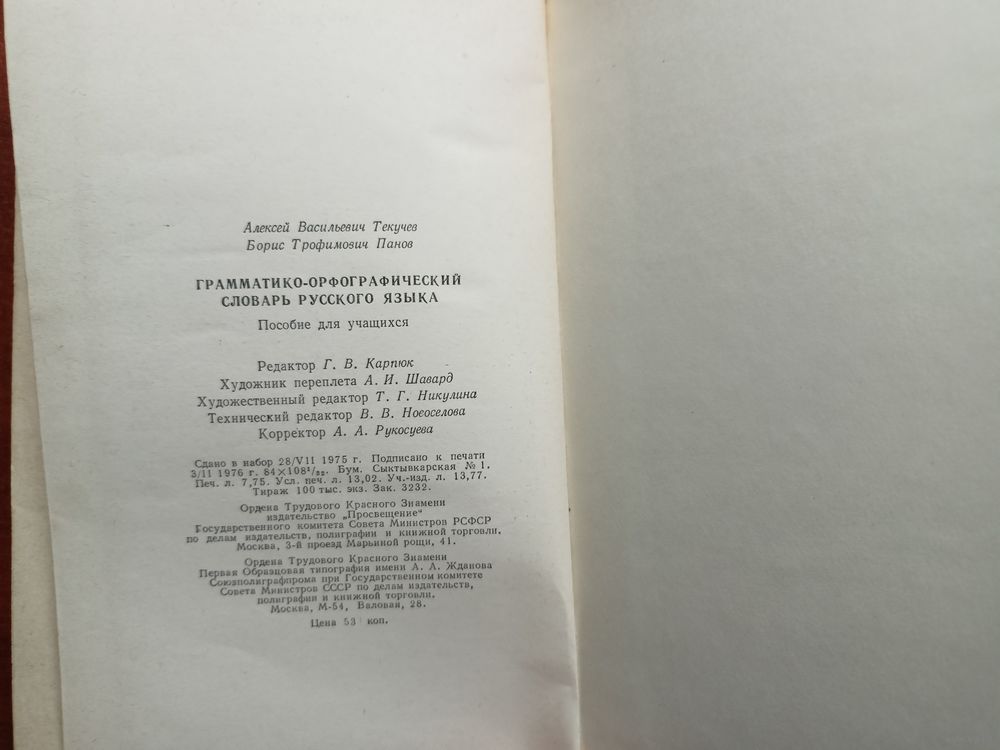 Алексей Васильевич Текучев
Борис Трофимович Панов
ГРАММАТИКО-ОРФОГРАФИЧЕСКИЙ
СЛОВАРЬ РУССКОГО ЯЗЫКА
Пособие для учащихся
Редактор Г. В. Карпюк
Художник переплета А. И. Шавард
Художественный редактор Т. Г. Никулина
Технический редактор В. В. Новоселова
Корректор А. А. Рукосуева
Сдано в набор 28/VII 1975 г. Подписано к печати
3/II 1976 г. 84×108¹/₃₂. Бум. Сыктывкарская № 1.
Печ. л. 7,75. Усл. печ. л. 13,02. Уч.-изд. л. 13,77.
Тираж 100 тыс. экз. Зак. 3232.
Ордена Трудового Красного Знамени
издательство „Просвещение“
Государственного комитета Совета Министров РСФСР
по делам издательств, полиграфии и книжной торговли.
Москва, 3-й проезд Марьиной рощи, 41.
Ордена Трудового Красного Знамени
Первая Образцовая типография имени А. А. Жданова
Союзполиграфпрома при Государственном комитете
Совета Министров СССР по делам издательств,
полиграфии и книжной торговли.
Москва, М-54, Валовая, 28.
Цена 53 коп.